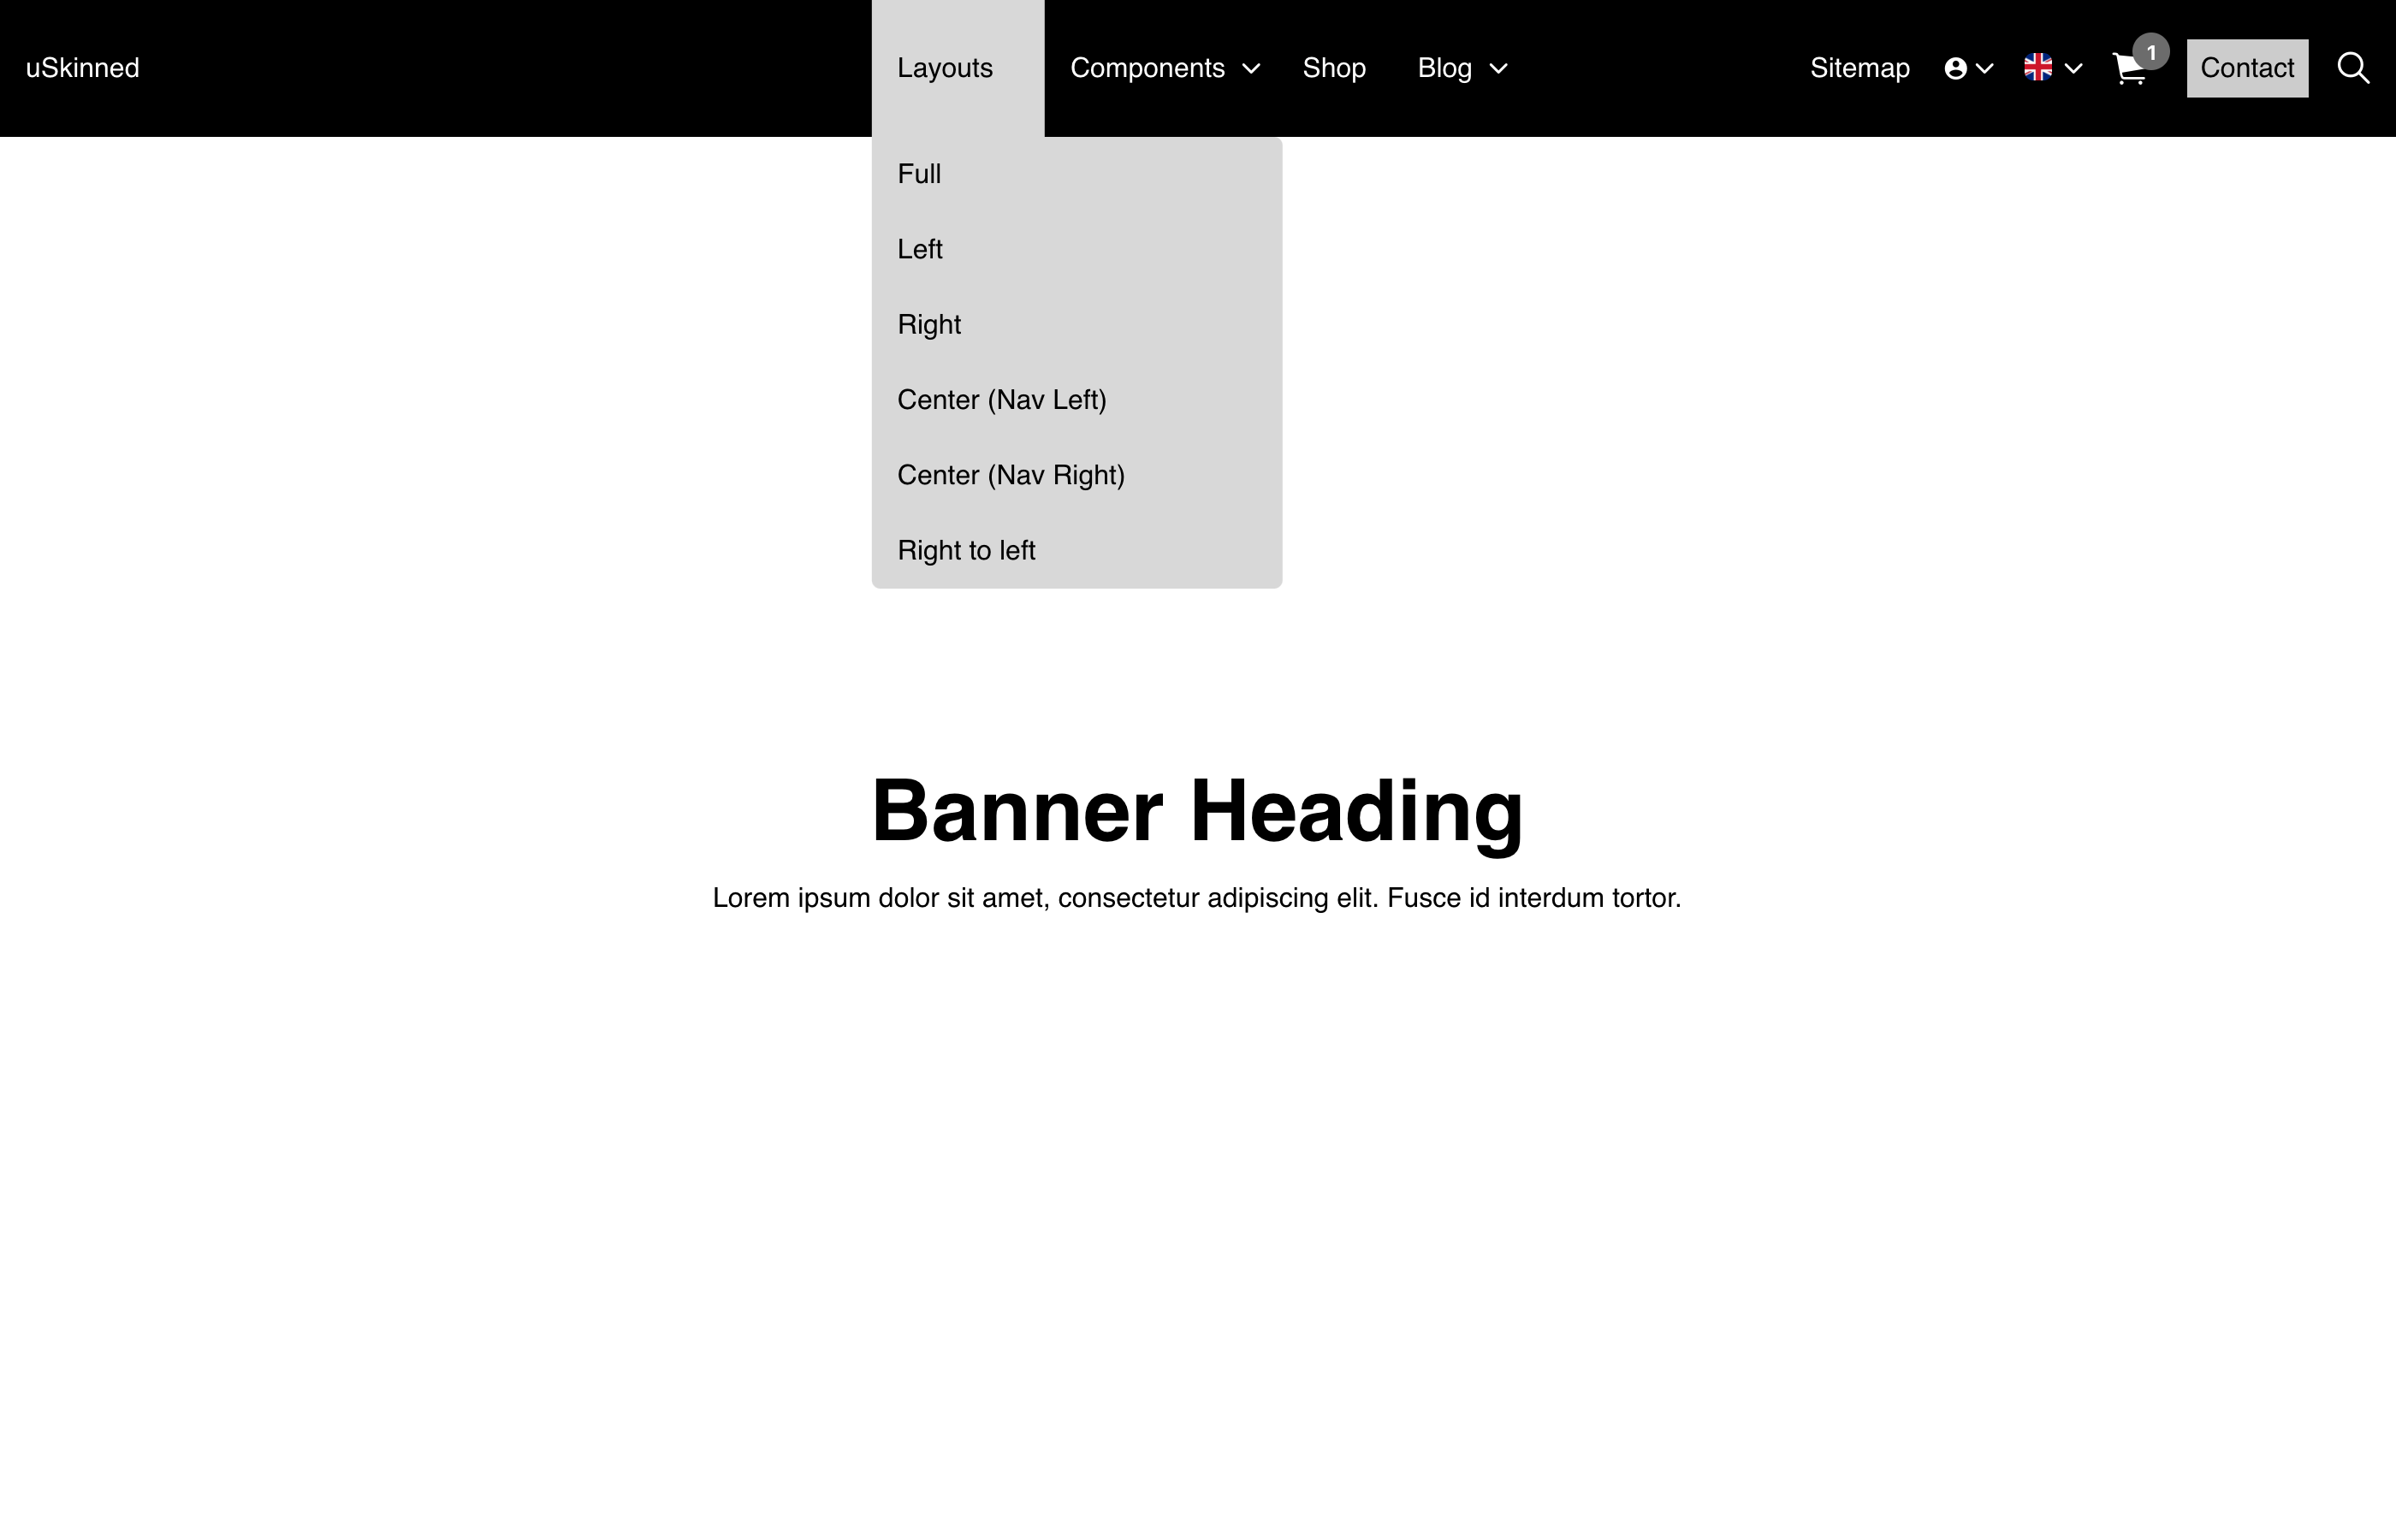 uSkinned
Layouts
Components
Shop
Blog
Sitemap
1
Contact
Full
Left
Right
Center (Nav Left)
Center (Nav Right)
Right to left
Banner Heading
Lorem ipsum dolor sit amet, consectetur adipiscing elit. Fusce id interdum tortor.